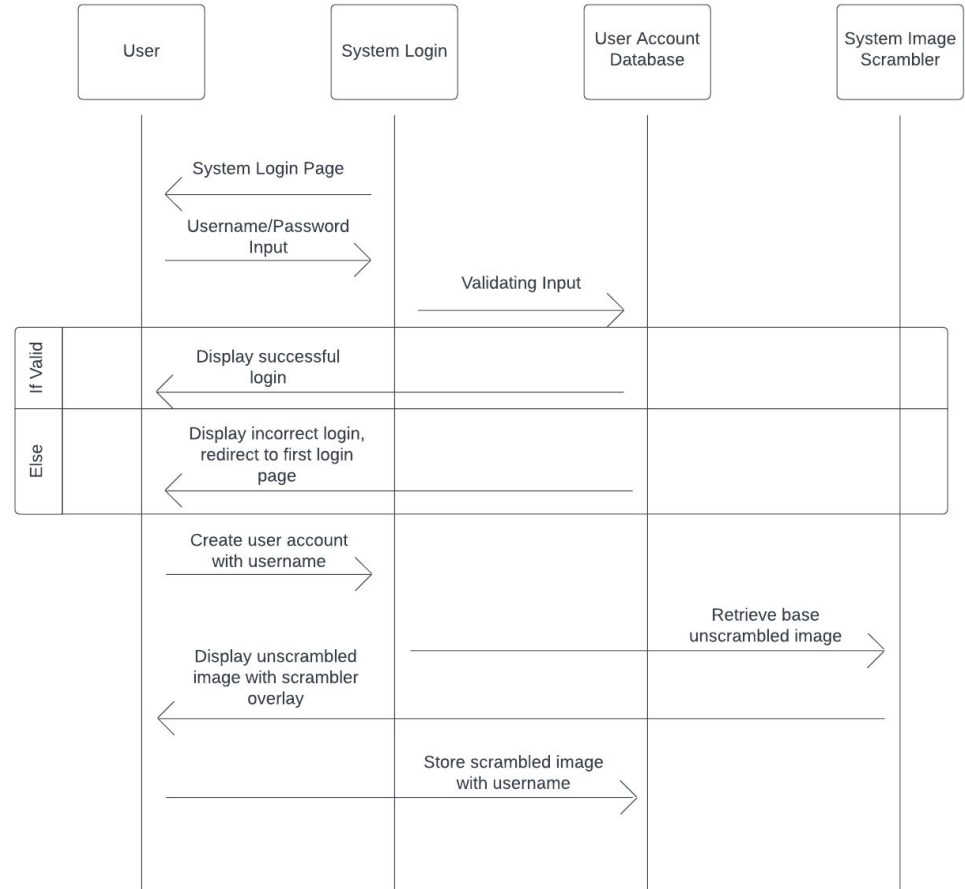 User
System Login
User Account
Database
System Image
Scrambler
System Login Page
Username/Password
Input
Validating Input
If Valid
Display successful
login
Else
Display incorrect login,
redirect to first login
page
Create user account
with username
Retrieve base
unscrambled image
Display unscrambled
image with scrambler
overlay
Store scrambled image
with username